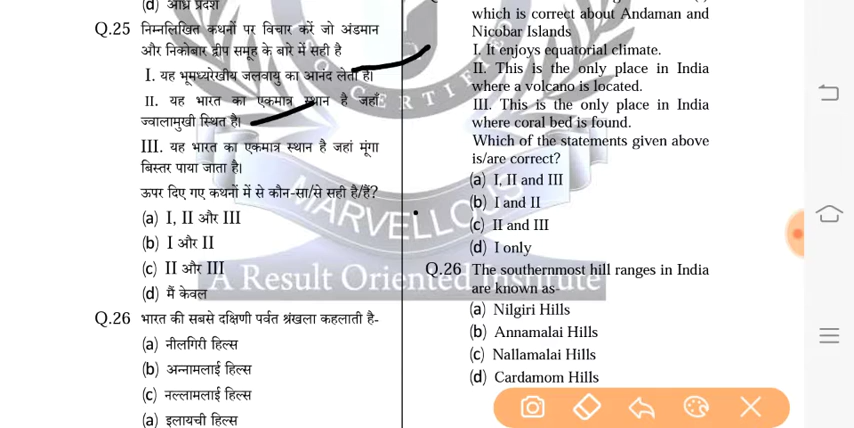 (d) आंध्र प्रदेश
Q.25 निम्नलिखित कथनों पर विचार करें जो अंडमान
और निकोबार द्वीप समूह के बारे में सही है
I. यह भूमध्यरेखीय जलवायु का आनंद लेता है।
II. यह भारत का एकमात्र स्थान है जहाँ
ज्वालामुखी स्थित है।
III. यह भारत का एकमात्र स्थान है जहां मूंगा
बिस्तर पाया जाता है।
ऊपर दिए गए कथनों में से कौन-सा/से सही है/हैं?
(a) I, II और III
(b) I और II
(c) II और III
(d) मैं केवल
Q.26 भारत की सबसे दक्षिणी पर्वत श्रंखला कहलाती है-
(a) नीलगिरी हिल्स
(b) अन्नामलाई हिल्स
(c) नल्लामलाई हिल्स
(a) इलायची हिल्स
which is correct about Andaman and
Nicobar Islands
I. It enjoys equatorial climate.
II. This is the only place in India
where a volcano is located.
III. This is the only place in India
where coral bed is found.
Which of the statements given above
is/are correct?
(a) I, II and III
(b) I and II
(c) II and III
(d) I only
Q.26 The southernmost hill ranges in India
are known as-
(a) Nilgiri Hills
(b) Annamalai Hills
(c) Nallamalai Hills
(d) Cardamom Hills
CERTIFIED
MARVELLOUS
A Result Oriented Institute